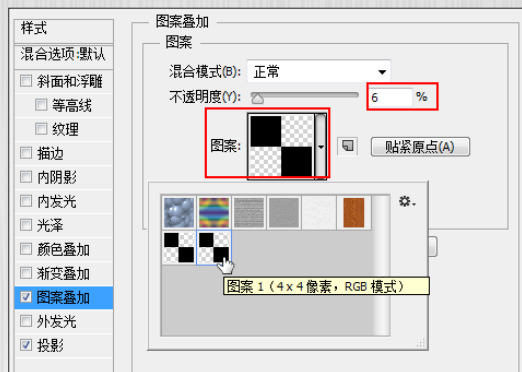 样式
混合选项:默认
斜面和浮雕
等高线
纹理
描边
内阴影
内发光
光泽
颜色叠加
渐变叠加
图案叠加
外发光
投影
图案叠加
图案
混合模式(B): 正常
不透明度(Y): 6 %
图案: 贴紧原点(A)
图案 1（4x4像素，RGB 模式）